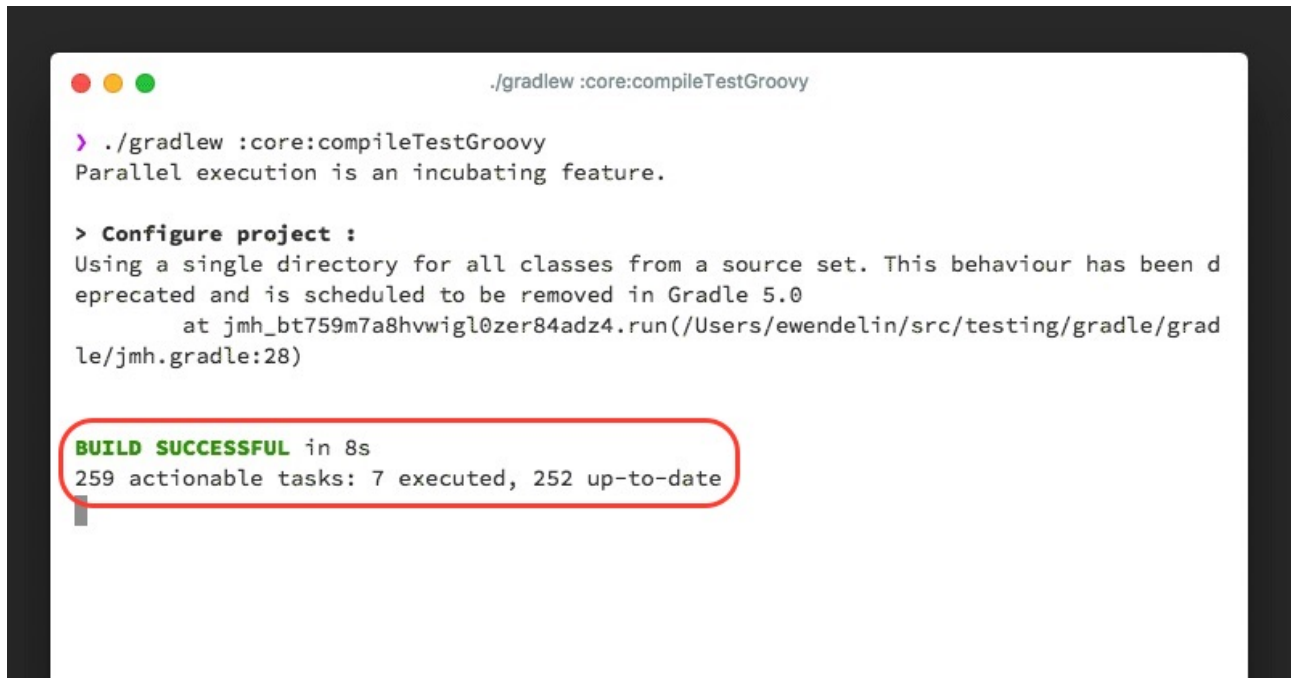 ./gradlew :core:compileTestGroovy
❯ ./gradlew :core:compileTestGroovy
Parallel execution is an incubating feature.
> Configure project :
Using a single directory for all classes from a source set. This behaviour has been d
eprecated and is scheduled to be removed in Gradle 5.0
        at jmh_bt759m7a8hvwigl0zer84adz4.run(/Users/ewendelin/src/testing/gradle/grad
le/jmh.gradle:28)
BUILD SUCCESSFUL in 8s
259 actionable tasks: 7 executed, 252 up-to-date